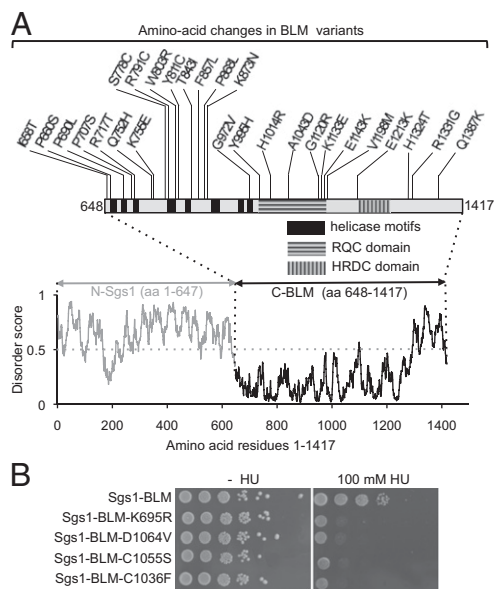 A
Amino-acid changes in BLM variants
S778C
R791C
W803R
Y811C
T843I
F857L
P868L
K873N
P690L
P707S
R717T
Q752H
K758E
G972V
Y995H
H1014R
A1043D
G1120R
K1133E
E1143K
V1198M
E1213K
H1324T
R1331G
Q1387K
648
1417
helicase motifs
RQC domain
HRDC domain
N-Sgs1 (aa 1-647)
C-BLM (aa 648-1417)
Disorder score
1
0.5
0
0 200 400 600 800 1000 1200 1400
Amino acid residues 1-1417
B
- HU
100 mM HU
Sgs1-BLM
Sgs1-BLM-K695R
Sgs1-BLM-D1064V
Sgs1-BLM-C1055S
Sgs1-BLM-C1036F